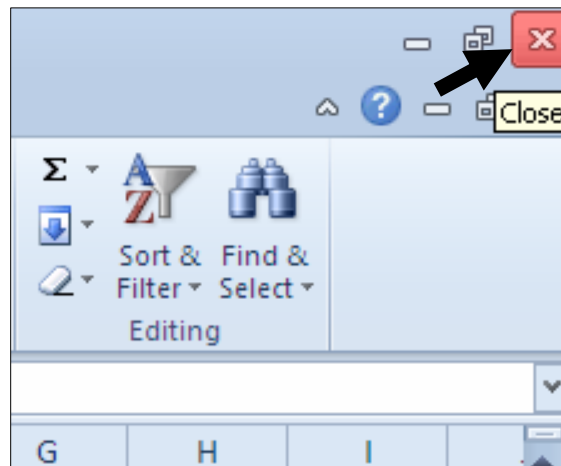 Close
Σ
A
Z
Sort & Find &
Filter Select
Editing
G H I